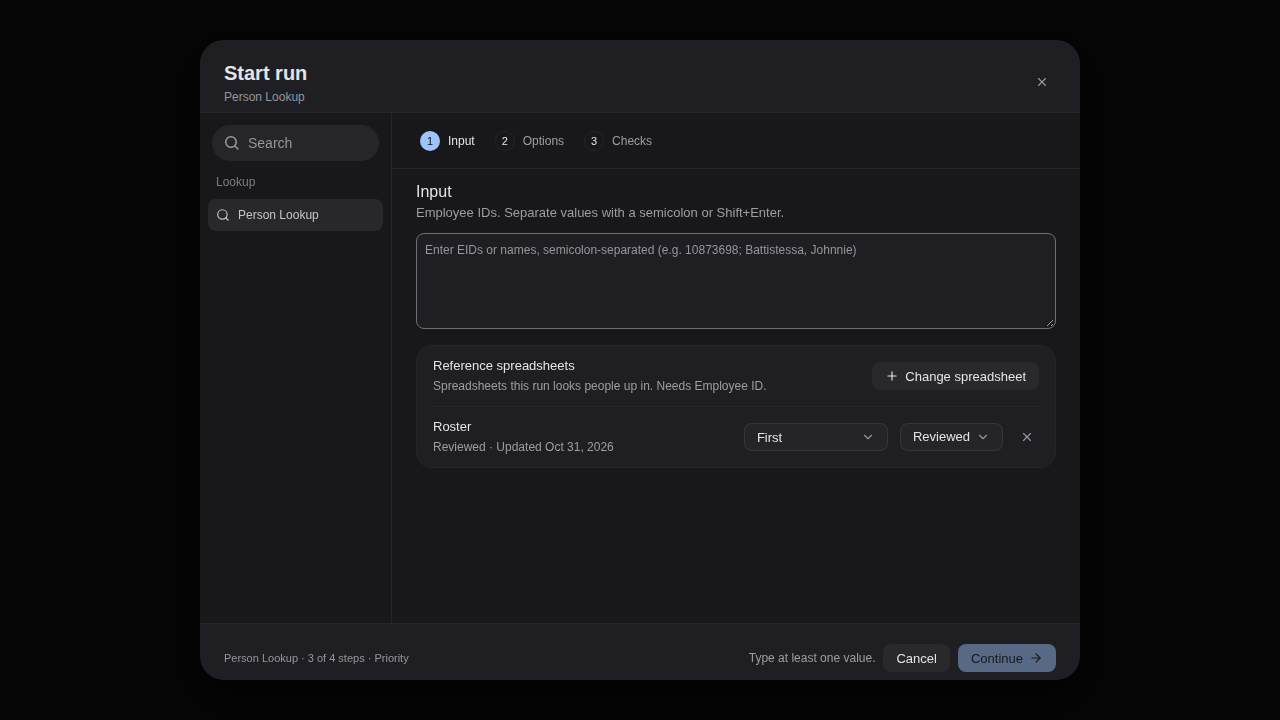 Start run
Person Lookup
Search
Lookup
Person Lookup
1 Input 2 Options 3 Checks
Input
Employee IDs. Separate values with a semicolon or Shift+Enter.
Enter EIDs or names, semicolon-separated (e.g. 10873698; Battistessa, Johnnie)
Reference spreadsheets
Spreadsheets this run looks people up in. Needs Employee ID.
Change spreadsheet
Roster
Reviewed · Updated Oct 31, 2026
First
Reviewed
Person Lookup · 3 of 4 steps · Priority
Type at least one value.
Cancel
Continue